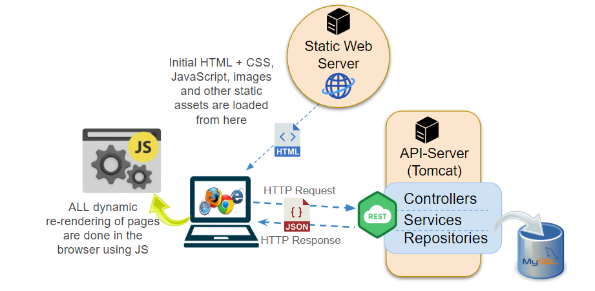 Static Web
Server
Initial HTML + CSS,
JavaScript, images
and other static
assets are loaded
from here
< >
HTML
JS
API-Server
(Tomcat)
HTTP Request
{ }
JSON
HTTP Response
REST
Controllers
Services
Repositories
ALL dynamic
re-rendering of pages
are done in the
browser using JS
MySQL